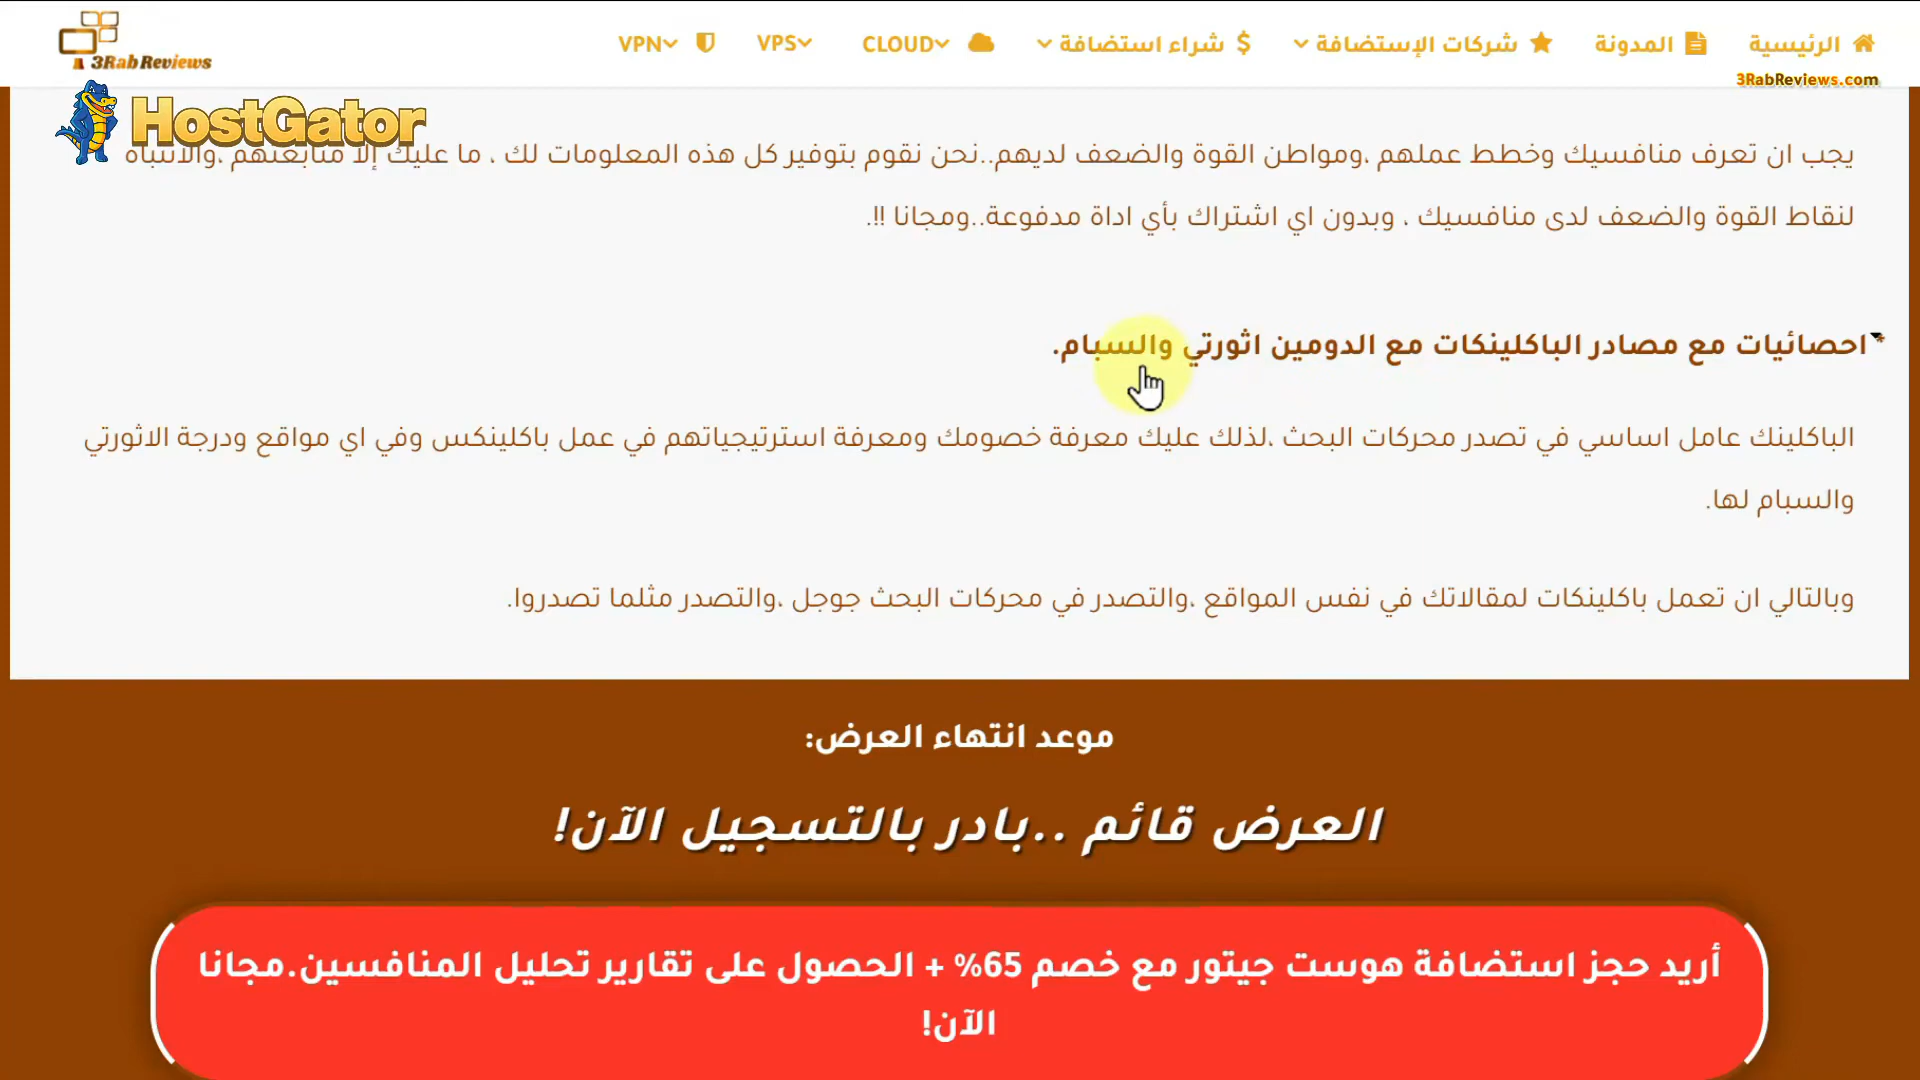 3Rab Reviews
الرئيسية
المدونة
شركات الإستضافة
شراء استضافة
CLOUD
VPS
VPN
3RabReviews.com
HostGator
يجب ان تعرف منافسيك وخطط عملهم ،ومواطن القوة والضعف لديهم..نحن نقوم بتوفير كل هذه المعلومات لك ، ما عليك إلا متابعتهم ،والانتباه
لنقاط القوة والضعف لدى منافسيك ، وبدون اي اشتراك بأي اداة مدفوعة..ومجانا !!.
احصائيات مع مصادر الباكلينكات مع الدومين اثورتي والسبام.
الباكلينك عامل اساسي في تصدر محركات البحث ،لذلك عليك معرفة خصومك ومعرفة استرتيجياتهم في عمل باكلينكس وفي اي مواقع ودرجة الاثورتي
والسبام لها.
وبالتالي ان تعمل باكلينكات لمقالاتك في نفس المواقع ،والتصدر في محركات البحث جوجل ،والتصدر مثلما تصدروا.
موعد انتهاء العرض:
العرض قائم ..بادر بالتسجيل الآن!
أريد حجز استضافة هوست جيتور مع خصم 65% + الحصول على تقارير تحليل المنافسين.مجانا
الآن!